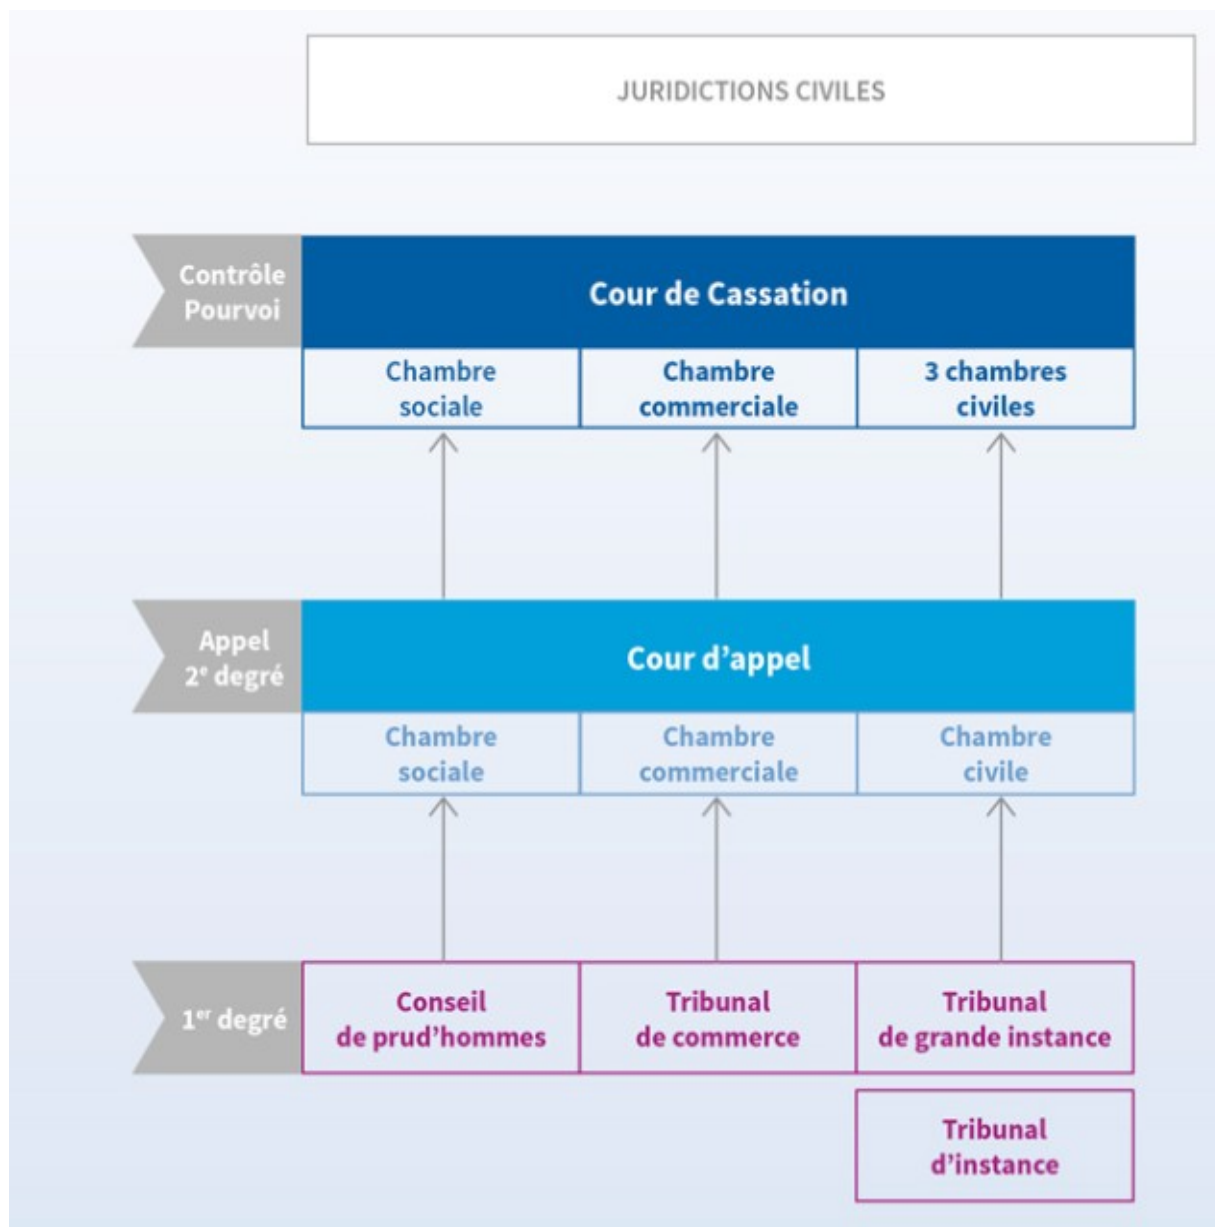 JURIDICTIONS CIVILES
Contrôle
Pourvoi
Cour de Cassation
Chambre
sociale
Chambre
commerciale
3 chambres
civiles
Appel
2e degré
Cour d’appel
Chambre
sociale
Chambre
commerciale
Chambre
civile
1er degré
Conseil
de prud’hommes
Tribunal
de commerce
Tribunal
de grande instance
Tribunal
d’instance